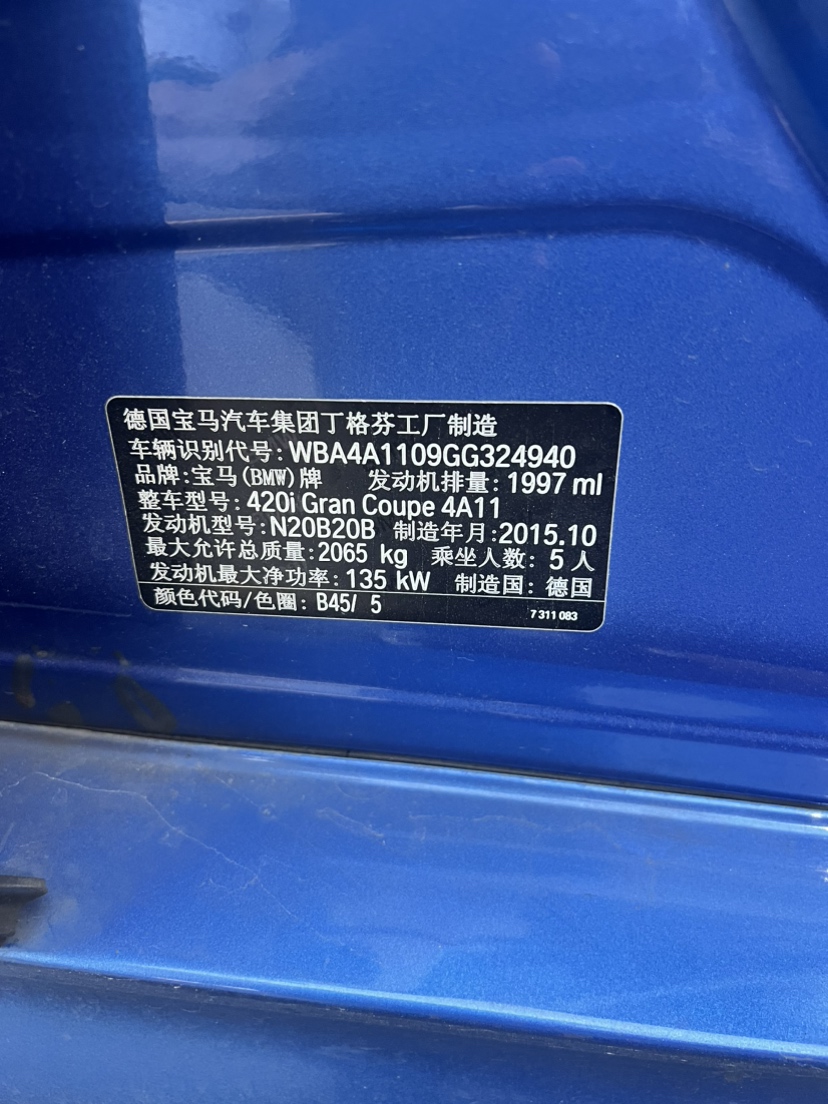 德国宝马汽车集团丁格芬工厂制造
车辆识别代号: WBA4A1109GG324940
品牌:宝马(BMW)牌 发动机排量: 1997 ml
整车型号: 420i Gran Coupe 4A11
发动机型号: N20B20B 制造年月:2015.10
最大允许总质量: 2065 kg 乘坐人数: 5 人
发动机最大净功率: 135 kW 制造国: 德国
颜色代码/色圈: B45/ 5 7 311 083